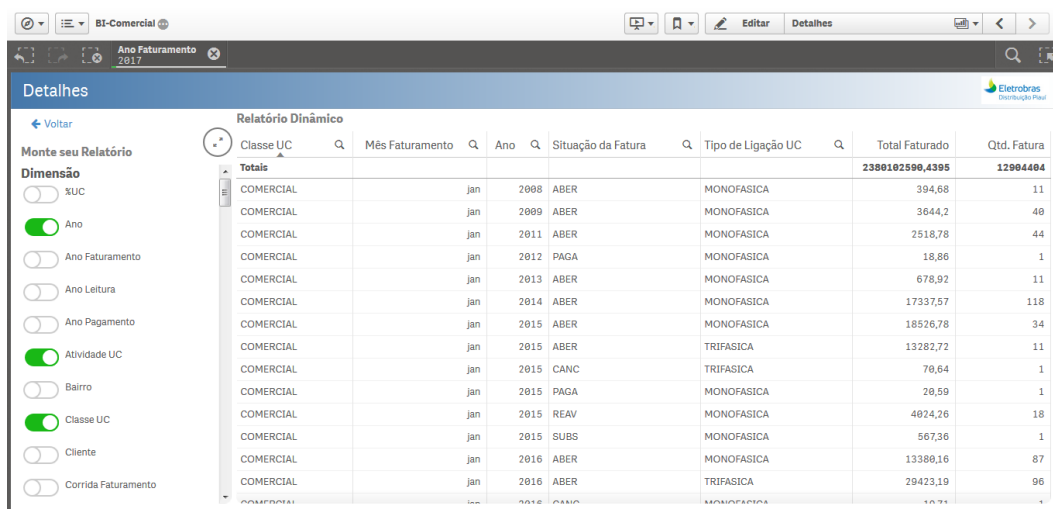 BI-Comercial
Editar
Detalhes
Ano Faturamento
2017
Detalhes
Eletrobras
Distribuição Piauí
Voltar
Monte seu Relatório
Dimensão
%UC
Ano
Ano Faturamento
Ano Leitura
Ano Pagamento
Atividade UC
Bairro
Classe UC
Cliente
Corrida Faturamento
Relatório Dinâmico
Classe UC Mês Faturamento Ano Situação da Fatura Tipo de Ligação UC Total Faturado Qtd. Fatura
Totais 2380102590,4395 12904404
COMERCIAL jan 2008 ABER MONOFASICA 394,68 11
COMERCIAL jan 2009 ABER MONOFASICA 3644,2 40
COMERCIAL jan 2011 ABER MONOFASICA 2518,78 44
COMERCIAL jan 2012 PAGA MONOFASICA 18,86 1
COMERCIAL jan 2013 ABER MONOFASICA 678,92 11
COMERCIAL jan 2014 ABER MONOFASICA 17337,57 118
COMERCIAL jan 2015 ABER MONOFASICA 18526,78 34
COMERCIAL jan 2015 ABER TRIFASICA 13282,72 11
COMERCIAL jan 2015 CANC TRIFASICA 70,64 1
COMERCIAL jan 2015 PAGA MONOFASICA 20,59 1
COMERCIAL jan 2015 REAV MONOFASICA 4024,26 18
COMERCIAL jan 2015 SUBS MONOFASICA 567,36 1
COMERCIAL jan 2016 ABER MONOFASICA 13380,16 87
COMERCIAL jan 2016 ABER TRIFASICA 29423,19 96
COMERCIAL jan 2016 CANC MONOFASICA